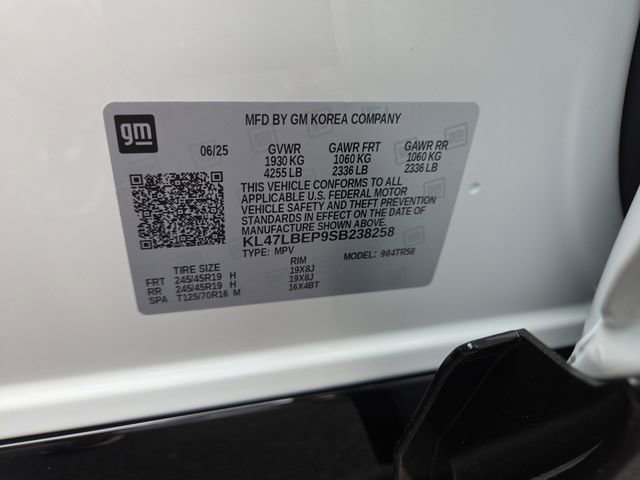 gm
MFD BY GM KOREA COMPANY
06/25 GVWR GAWR FRT GAWR RR
1930 KG 1060 KG 1060 KG
4255 LB 2336 LB 2336 LB
THIS VEHICLE CONFORMS TO ALL
APPLICABLE U.S. FEDERAL MOTOR
VEHICLE SAFETY AND THEFT PREVENTION
STANDARDS IN EFFECT ON THE DATE OF
MANUFACTURE SHOWN ABOVE.
KL47LBEP9SB238258
TYPE: MPV MODEL: 984TR56
TIRE SIZE RIM
FRT 245/45R19 H 19X8J
RR 245/45R19 H 19X8J
SPA T125/70R16 M 16X4BT